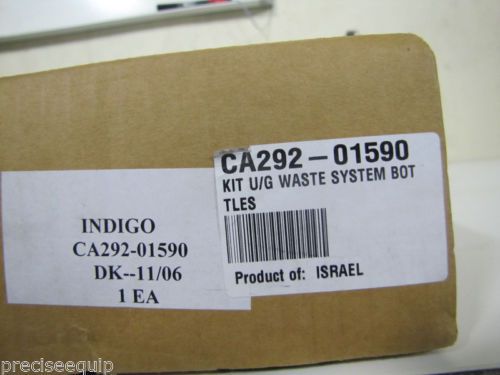 INDIGO
CA292-01590
DK--11/06
1 EA
CA292-01590
KIT U/G WASTE SYSTEM BOT
TLES
Product of: ISRAEL
preciseequip